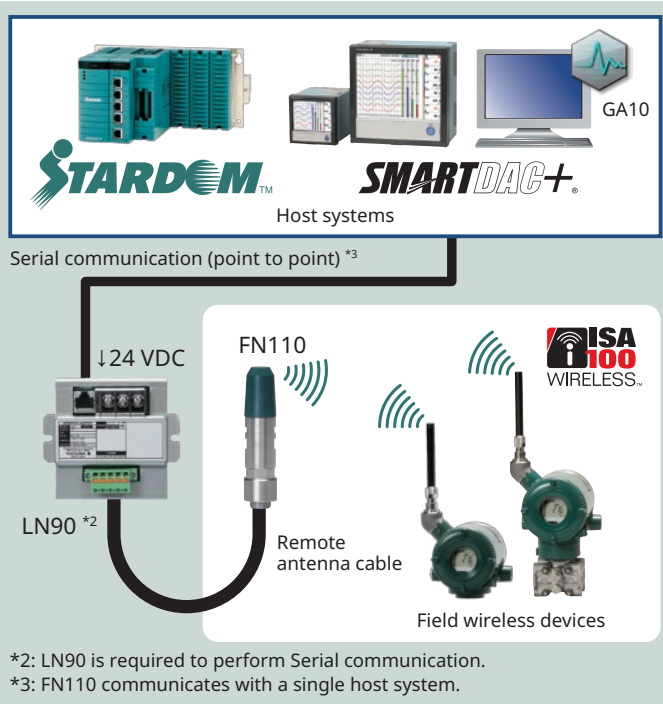 GA10
STARDOM™
SMARTDAC+®
Host systems
Serial communication (point to point) *3
↓24 VDC
FN110
ISA
100
WIRELESS™
LN90 *2
Remote
antenna cable
Field wireless devices
*2: LN90 is required to perform Serial communication.
*3: FN110 communicates with a single host system.